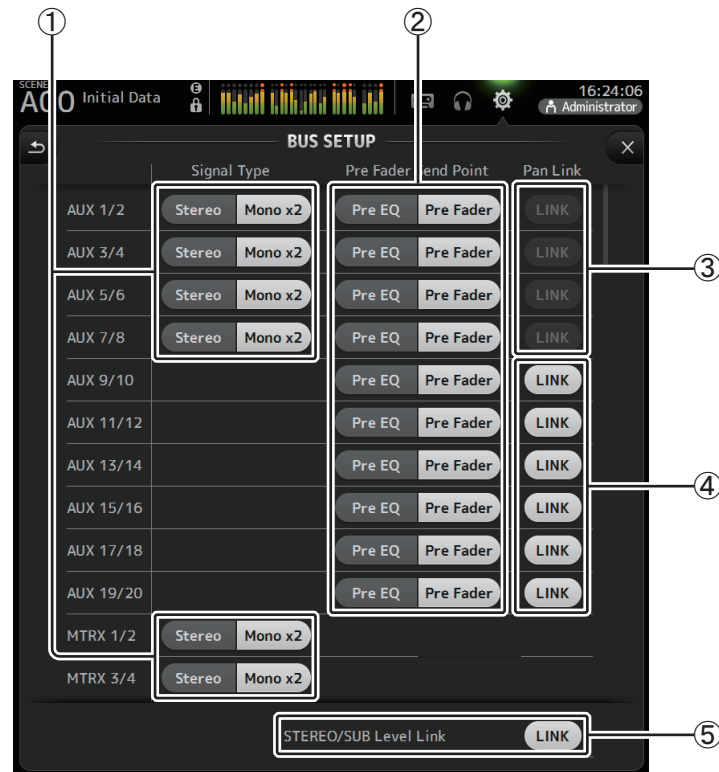 ① ②
SCENE
A00 Initial Data E 16:24:06
Administrator
BUS SETUP
Signal Type Pre Fader Send Point Pan Link
AUX 1/2 Stereo Mono x2 Pre EQ Pre Fader LINK
AUX 3/4 Stereo Mono x2 Pre EQ Pre Fader LINK
③
AUX 5/6 Stereo Mono x2 Pre EQ Pre Fader LINK
AUX 7/8 Stereo Mono x2 Pre EQ Pre Fader LINK
AUX 9/10 Pre EQ Pre Fader LINK
AUX 11/12 Pre EQ Pre Fader LINK
AUX 13/14 Pre EQ Pre Fader LINK
④
AUX 15/16 Pre EQ Pre Fader LINK
AUX 17/18 Pre EQ Pre Fader LINK
AUX 19/20 Pre EQ Pre Fader LINK
MTRX 1/2 Stereo Mono x2
MTRX 3/4 Stereo Mono x2
STEREO/SUB Level Link LINK ⑤